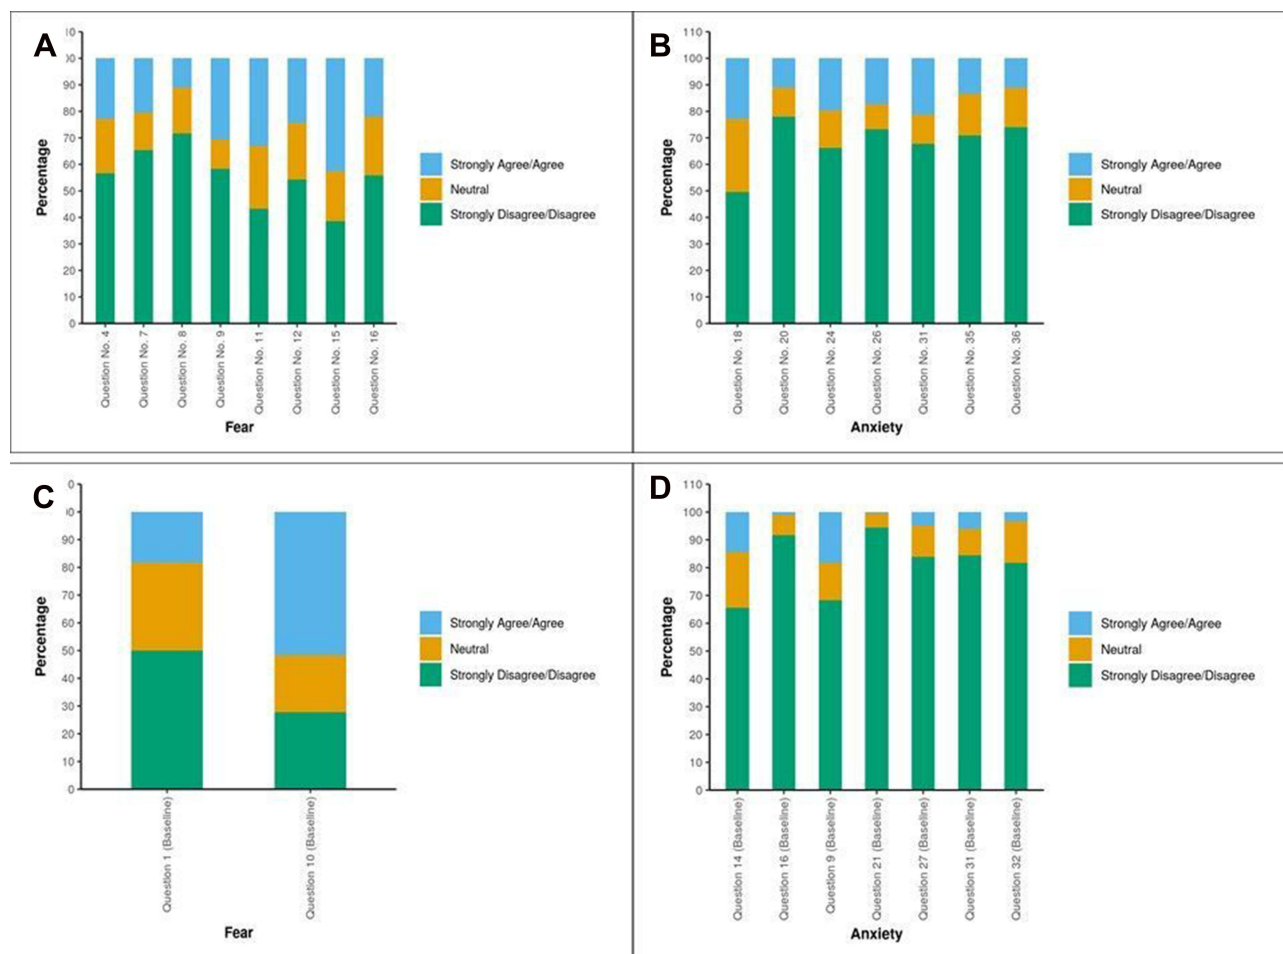 A
10
0
90
80
70
60
50
40
30
20
10
0
Percentage
Question No. 4
Question No. 7
Question No. 8
Question No. 9
Question No. 11
Question No. 12
Question No. 15
Question No. 16
Fear
Strongly Agree/Agree
Neutral
Strongly Disagree/Disagree
B
110
100
90
80
70
60
50
40
30
20
10
0
Percentage
Question No. 18
Question No. 20
Question No. 24
Question No. 26
Question No. 31
Question No. 35
Question No. 36
Anxiety
Strongly Agree/Agree
Neutral
Strongly Disagree/Disagree
C
0
0
90
80
70
60
50
40
30
20
10
0
Percentage
Question 1 (Baseline)
Question 10 (Baseline)
Fear
Strongly Agree/Agree
Neutral
Strongly Disagree/Disagree
D
110
100
90
80
70
60
50
40
30
20
10
0
Percentage
Question 14 (Baseline)
Question 16 (Baseline)
Question 9 (Baseline)
Question 21 (Baseline)
Question 27 (Baseline)
Question 31 (Baseline)
Question 32 (Baseline)
Anxiety
Strongly Agree/Agree
Neutral
Strongly Disagree/Disagree